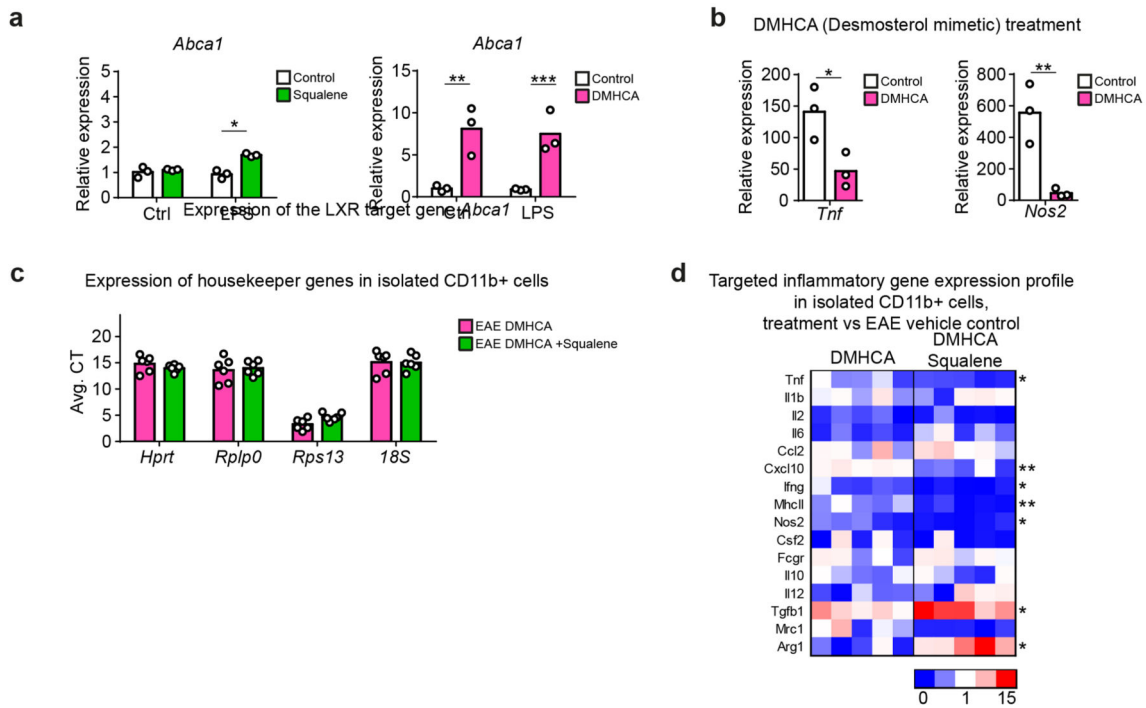 a
Abca1
Relative expression
5
4
3
2
1
0
*
Ctrl
LPS
Control
Squalene
Abca1
Relative expression
15
10
5
0
**
***
Ctrl
LPS
Control
DMHCA
Expression of the LXR target gene Abca1
b
DMHCA (Desmosterol mimetic) treatment
Relative expression
200
150
100
50
0
*
Tnf
Control
DMHCA
Relative expression
800
600
400
200
0
**
Nos2
Control
DMHCA
c
Expression of housekeeper genes in isolated CD11b+ cells
Avg. CT
20
15
10
5
0
Hprt
Rplp0
Rps13
18S
EAE DMHCA
EAE DMHCA +Squalene
d
Targeted inflammatory gene expression profile
in isolated CD11b+ cells,
treatment vs EAE vehicle control
DMHCA
DMHCA
Squalene
Tnf *
Il1b
Il2
Il6
Ccl2
Cxcl10 **
Ifng *
MhcII **
Nos2 *
Csf2
Fcgr
Il10
Il12
Tgfb1 *
Mrc1
Arg1 *
0 1 15